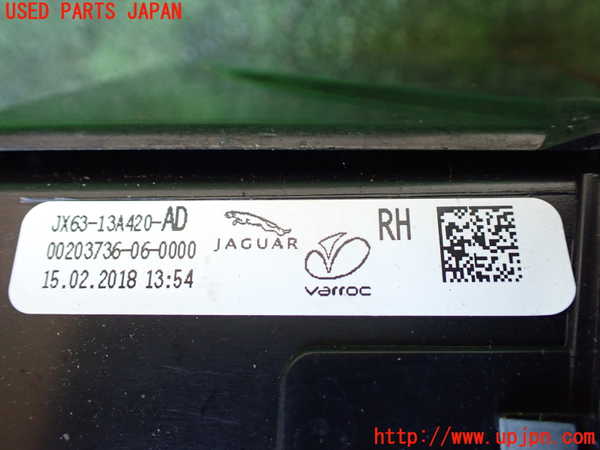 USED PARTS JAPAN
JX63-13A420-AD
00203736-06-0000
15.02.2018 13:54
JAGUAR
varroc
RH
http://www.upjpo.com/